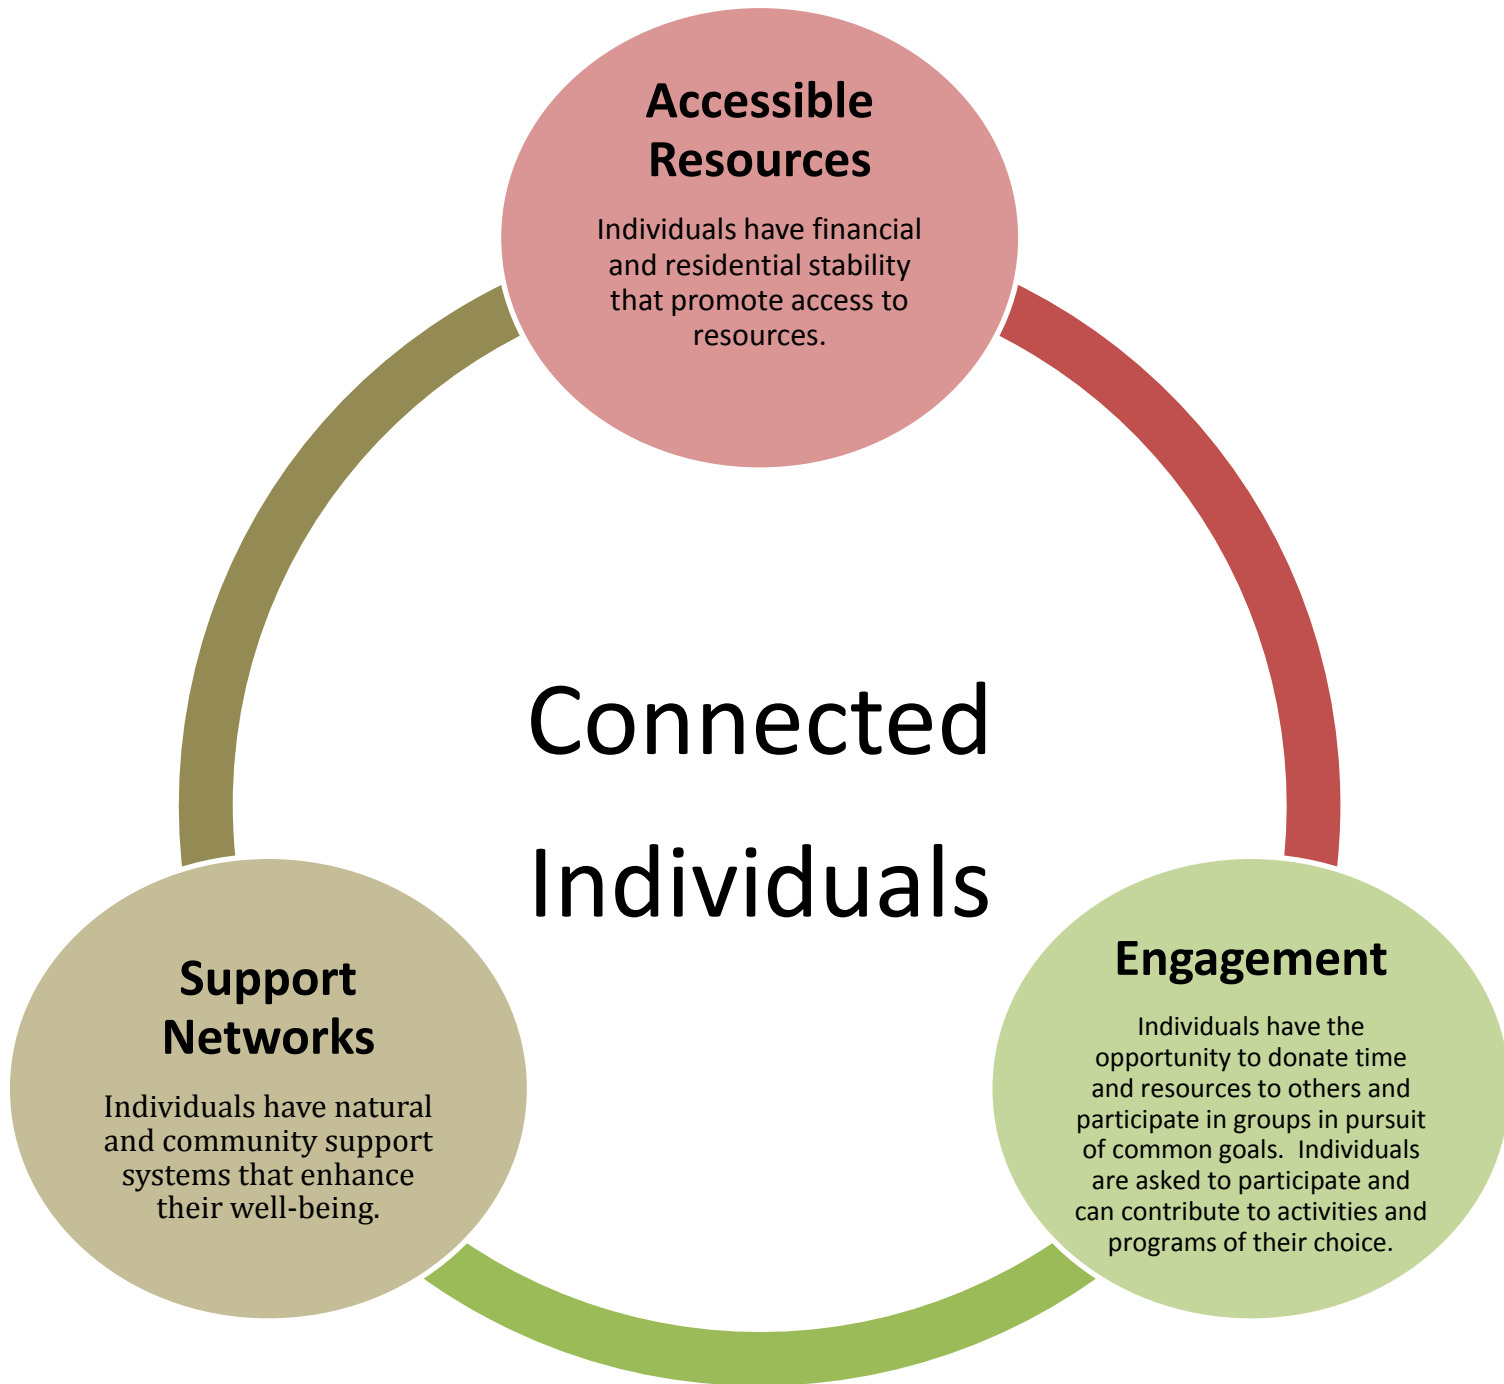 Accessible
Resources
Individuals have financial
and residential stability
that promote access to
resources.
Connected
Individuals
Support
Networks
Individuals have natural
and community support
systems that enhance
their well-being.
Engagement
Individuals have the
opportunity to donate time
and resources to others and
participate in groups in pursuit
of common goals.  Individuals
are asked to participate and
can contribute to activities and
programs of their choice.